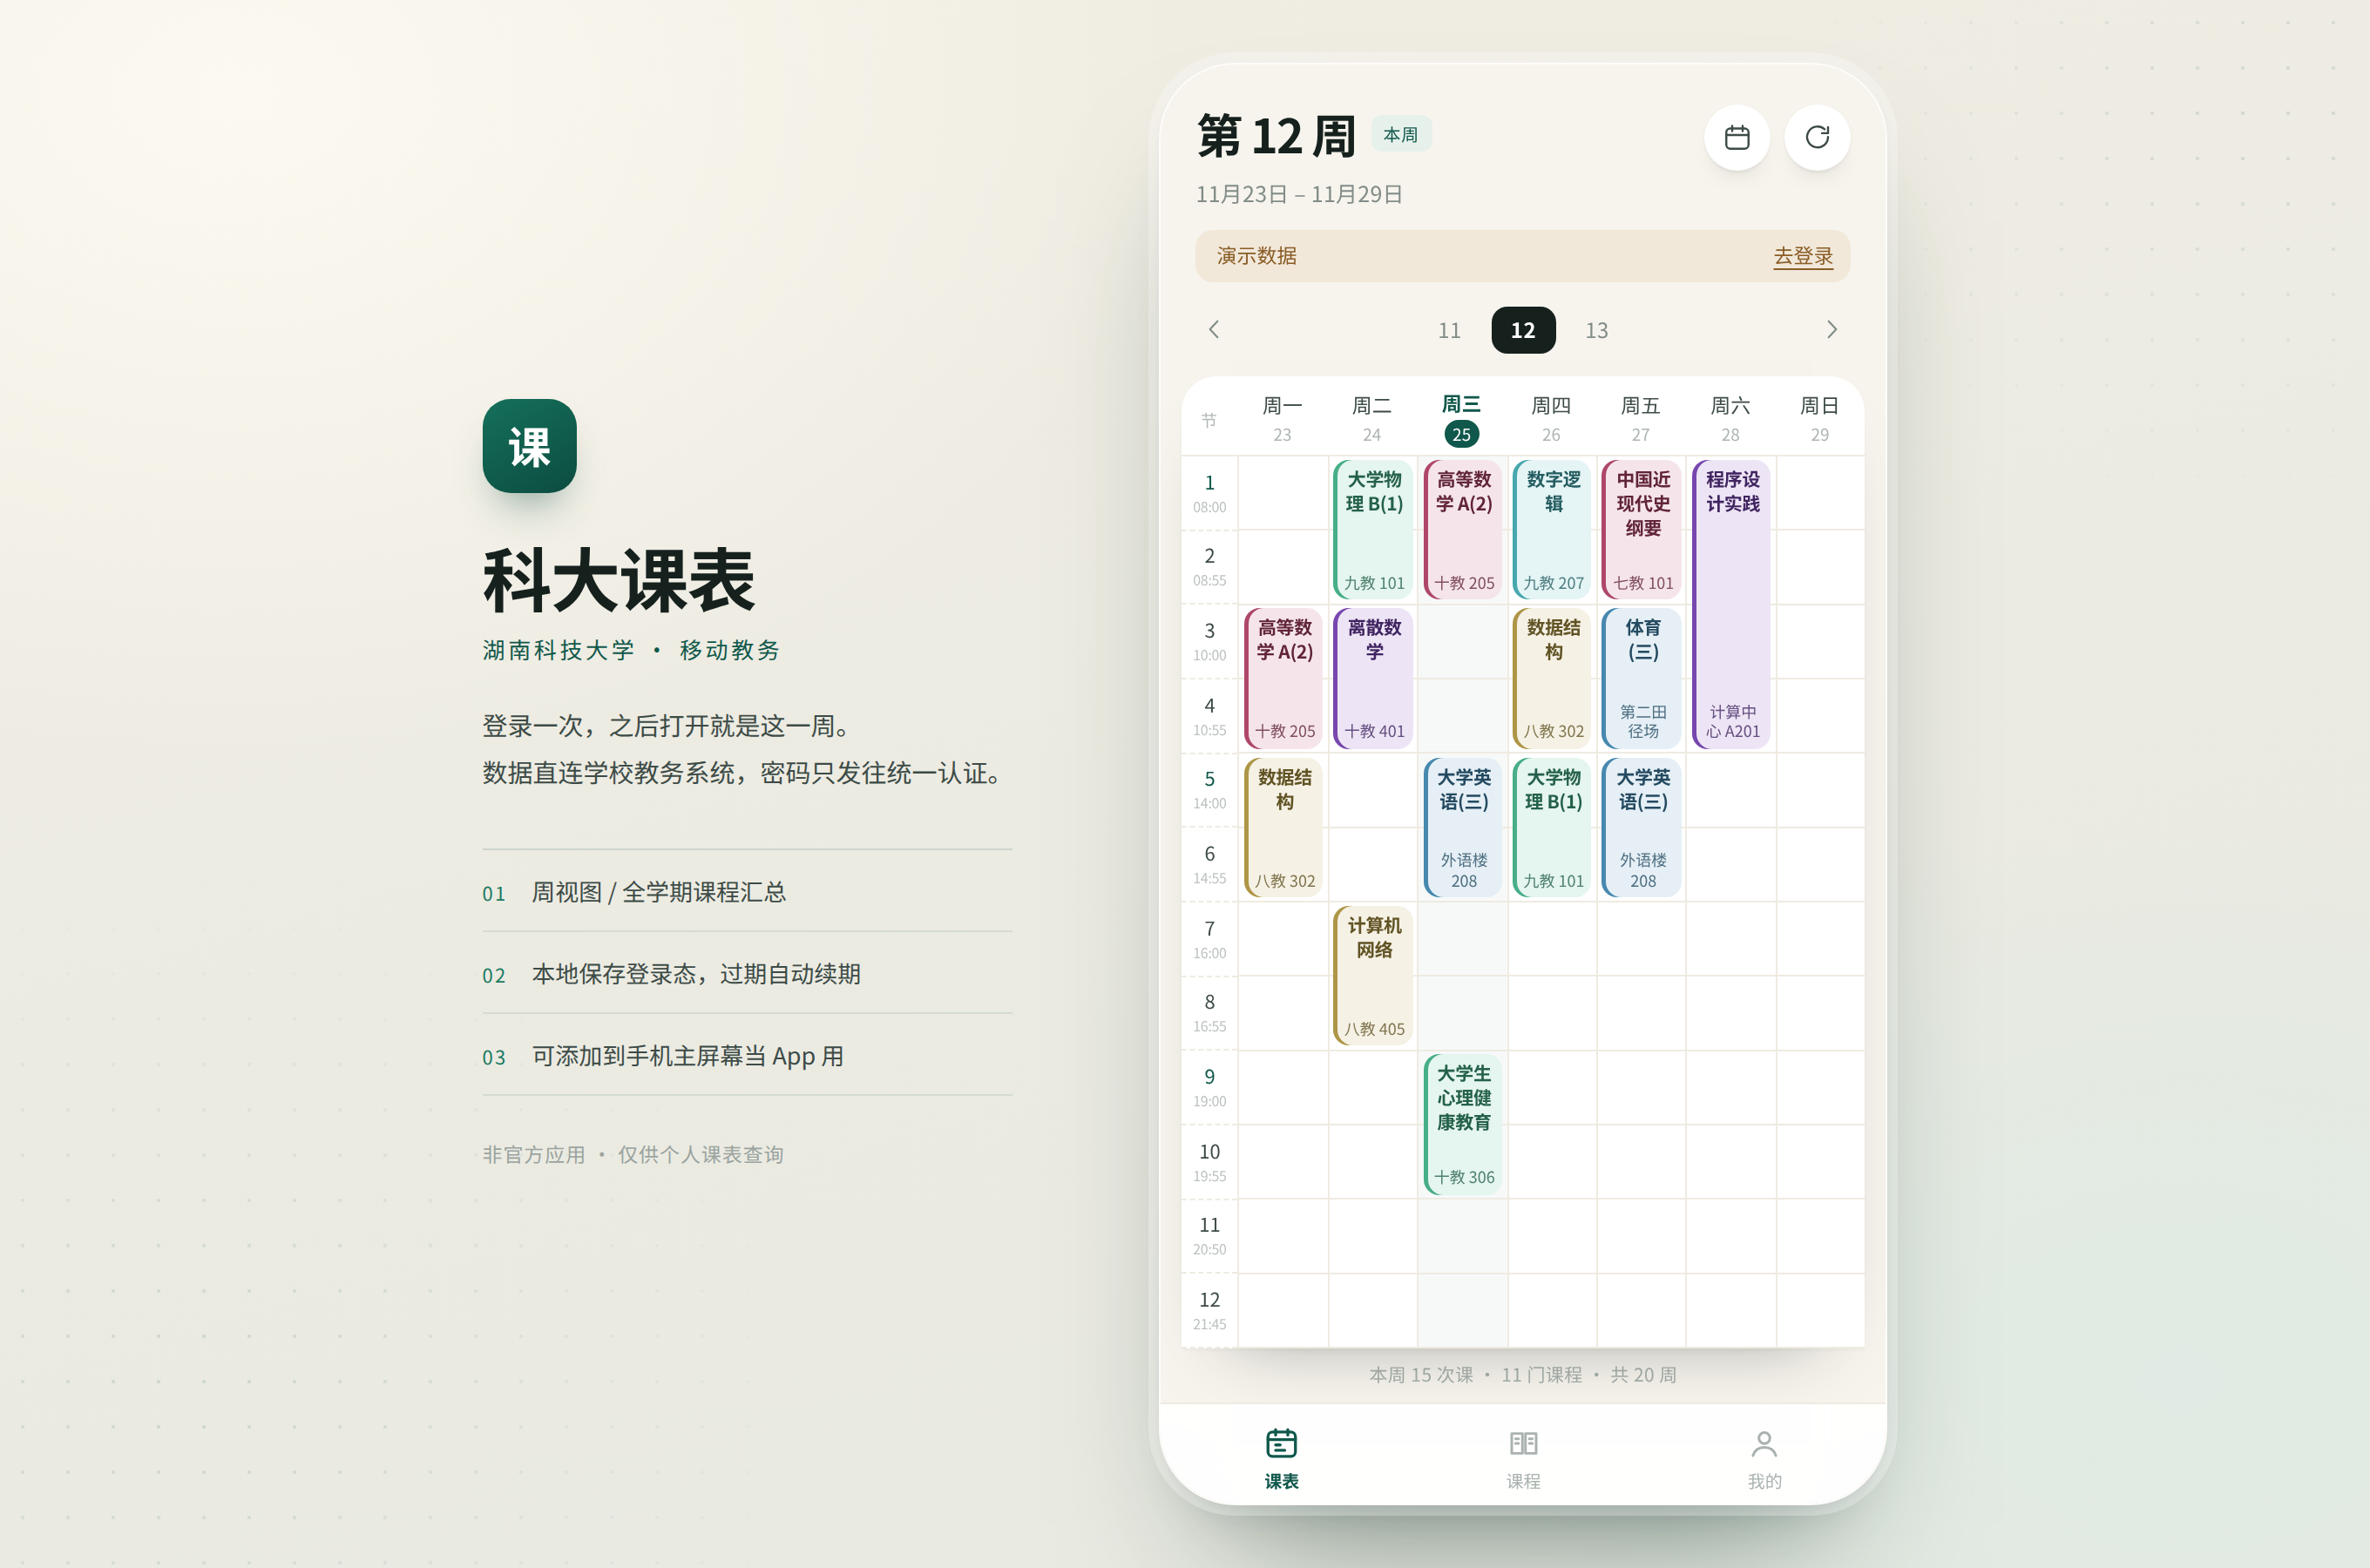 课
科大课表
湖南科技大学 · 移动教务
登录一次，之后打开就是这一周。
数据直连学校教务系统，密码只发往统一认证。
01 周视图 / 全学期课程汇总
02 本地保存登录态，过期自动续期
03 可添加到手机主屏幕当 App 用
非官方应用 · 仅供个人课表查询
第 12 周 本周
11月23日 – 11月29日
演示数据 去登录
11 12 13
节 周一 周二 周三 周四 周五 周六 周日
23 24 25 26 27 28 29
1
08:00
2
08:55
3
10:00
4
10:55
5
14:00
6
14:55
7
16:00
8
16:55
9
19:00
10
19:55
11
20:50
12
21:45
高等数
学 A(2)
十教 205
数据结
构
八教 302
大学物
理 B(1)
九教 101
离散数
学
十教 401
计算机
网络
八教 405
高等数
学 A(2)
十教 205
大学英
语(三)
外语楼
208
大学生
心理健
康教育
十教 306
数字逻
辑
九教 207
数据结
构
八教 302
大学物
理 B(1)
九教 101
中国近
现代史
纲要
七教 101
体育
(三)
第二田
径场
大学英
语(三)
外语楼
208
程序设
计实践
计算中
心 A201
本周 15 次课 · 11 门课程 · 共 20 周
课表 课程 我的